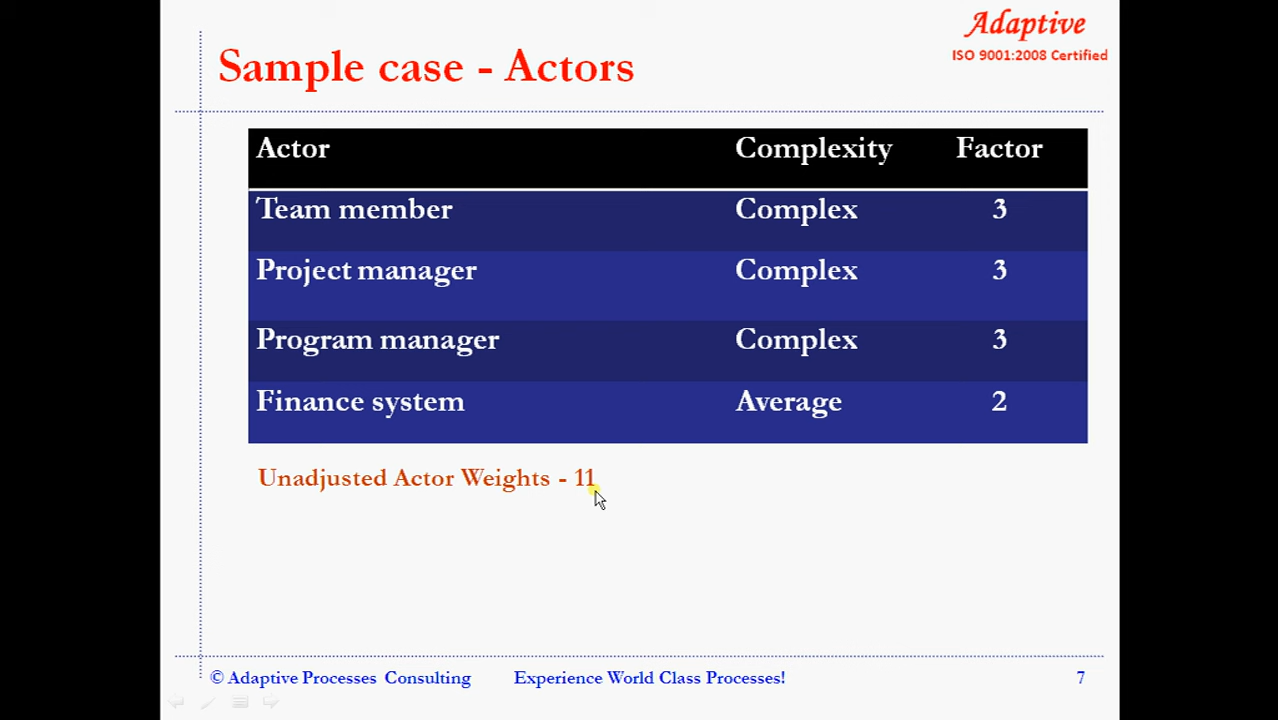 Adaptive
ISO 9001:2008 Certified
Sample case - Actors
Actor Complexity Factor
Team member Complex 3
Project manager Complex 3
Program manager Complex 3
Finance system Average 2
Unadjusted Actor Weights - 11
© Adaptive Processes Consulting Experience World Class Processes! 7